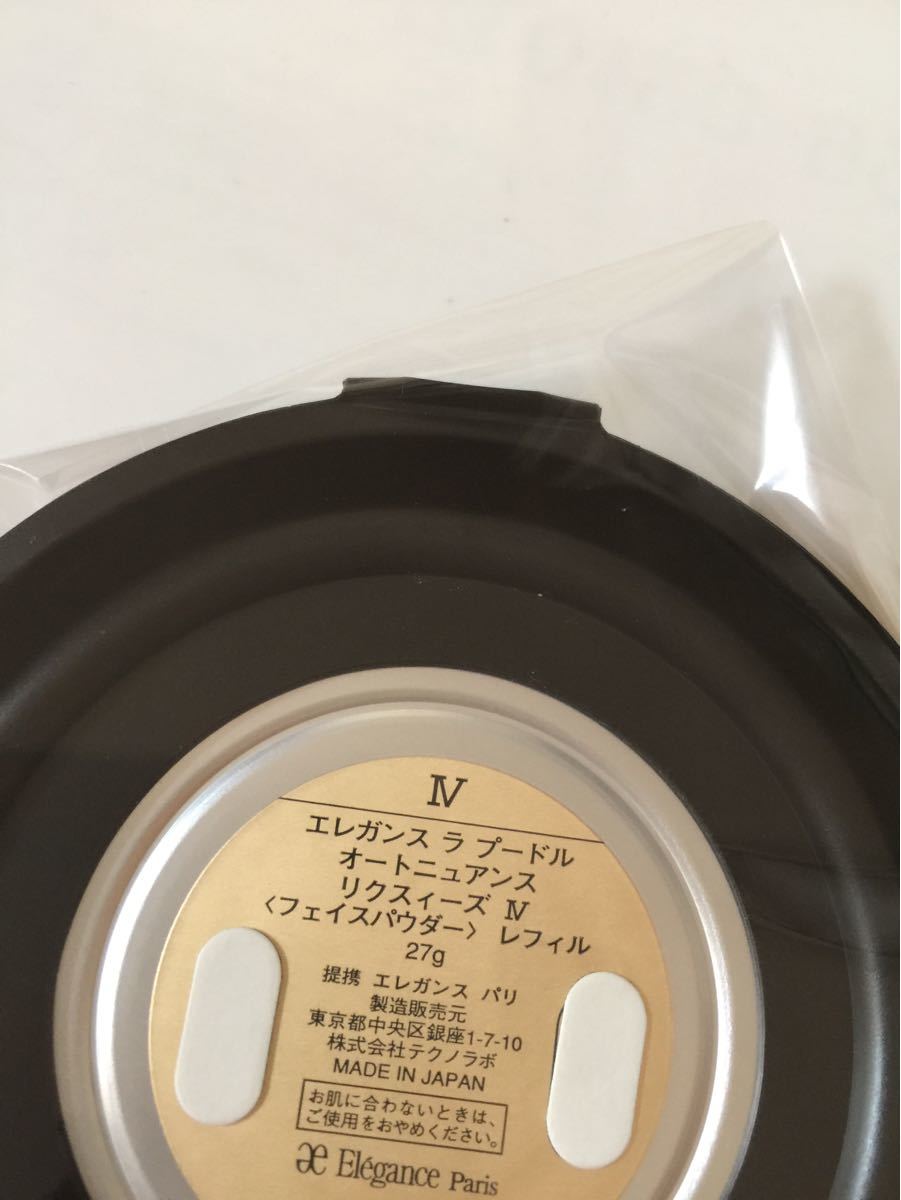 Ⅳ
エレガンス ラ プードル
オートニュアンス
リクスィーズ Ⅳ
〈フェイスパウダー〉 レフィル
27g
提携 エレガンス パリ
製造販売元
東京都中央区銀座1-7-10
株式会社テクノラボ
MADE IN JAPAN
お肌に合わないときは、
ご使用をおやめください。
æ Elégance Paris